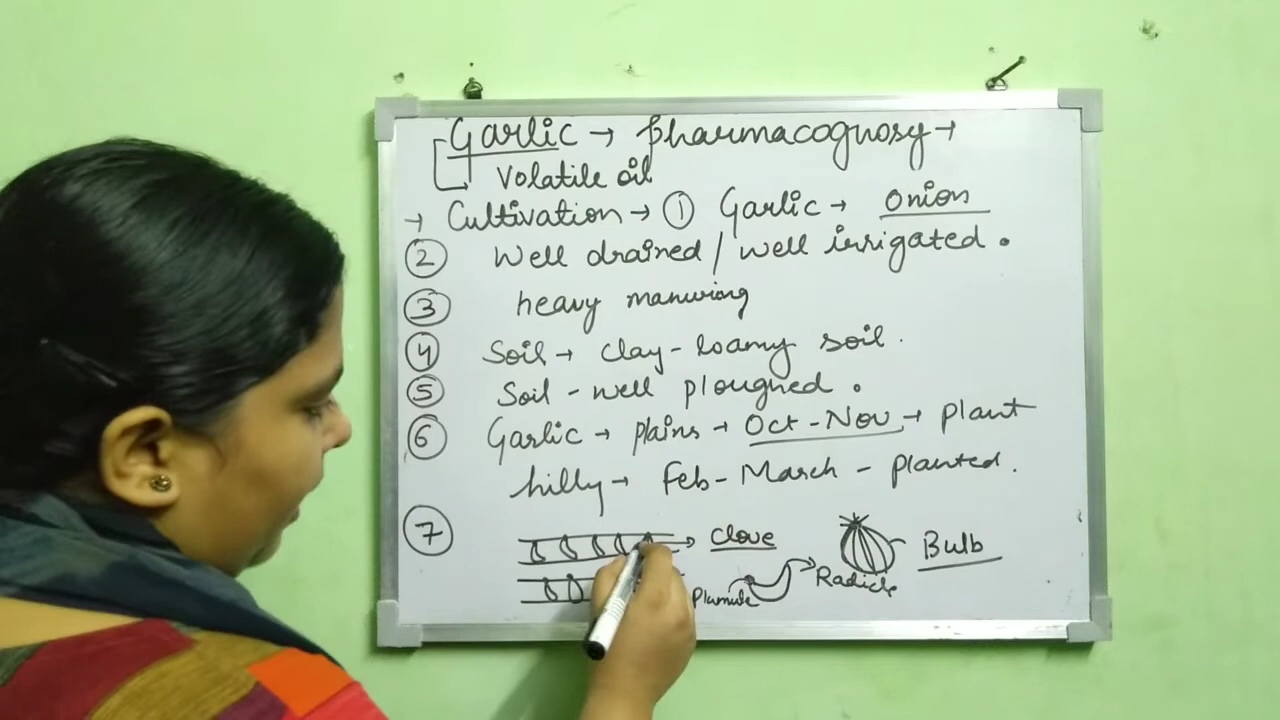 Garlic → Pharmacognosy →
Volatile oil
→ Cultivation → ① Garlic → Onion
② Well drained / well irrigated.
③ heavy manuring
④ Soil → clay-loamy soil.
⑤ Soil - well ploughed.
⑥ Garlic → plains → Oct-Nov → plant
hilly → Feb-March - planted.
⑦ → Clove Bulb
Plumule Radicle